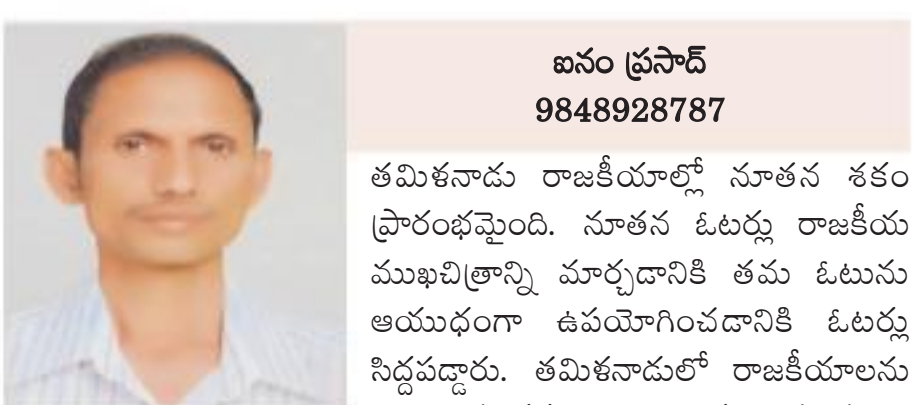 ఐనం ప్రసాద్
9848928787
తమిళనాడు రాజకీయాల్లో నూతన శకం
ప్రారంభమైంది. నూతన ఓటర్లు రాజకీయ
ముఖచిత్రాన్ని మార్చడానికి తమ ఓటును
ఆయుధంగా ఉపయోగించడానికి ఓటర్లు
సిద్దపడ్డారు. తమిళనాడులో రాజకీయాలను